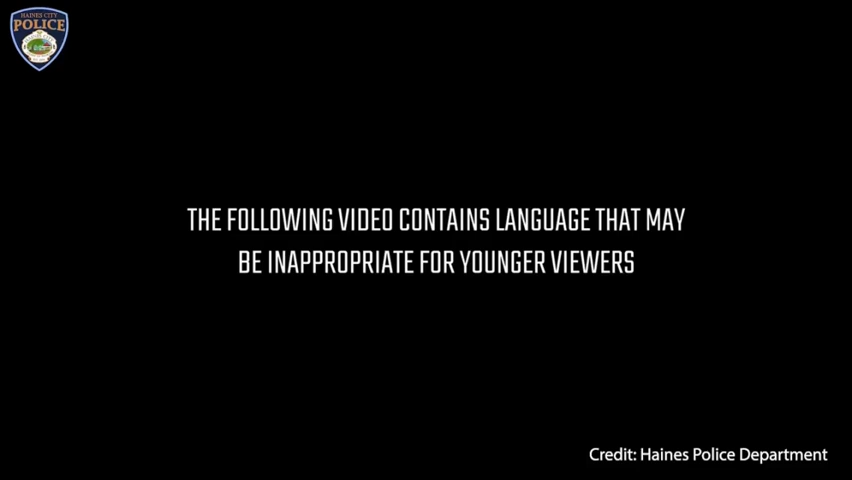 HAINES CITY
POLICE
THE FOLLOWING VIDEO CONTAINS LANGUAGE THAT MAY
BE INAPPROPRIATE FOR YOUNGER VIEWERS
Credit: Haines Police Department